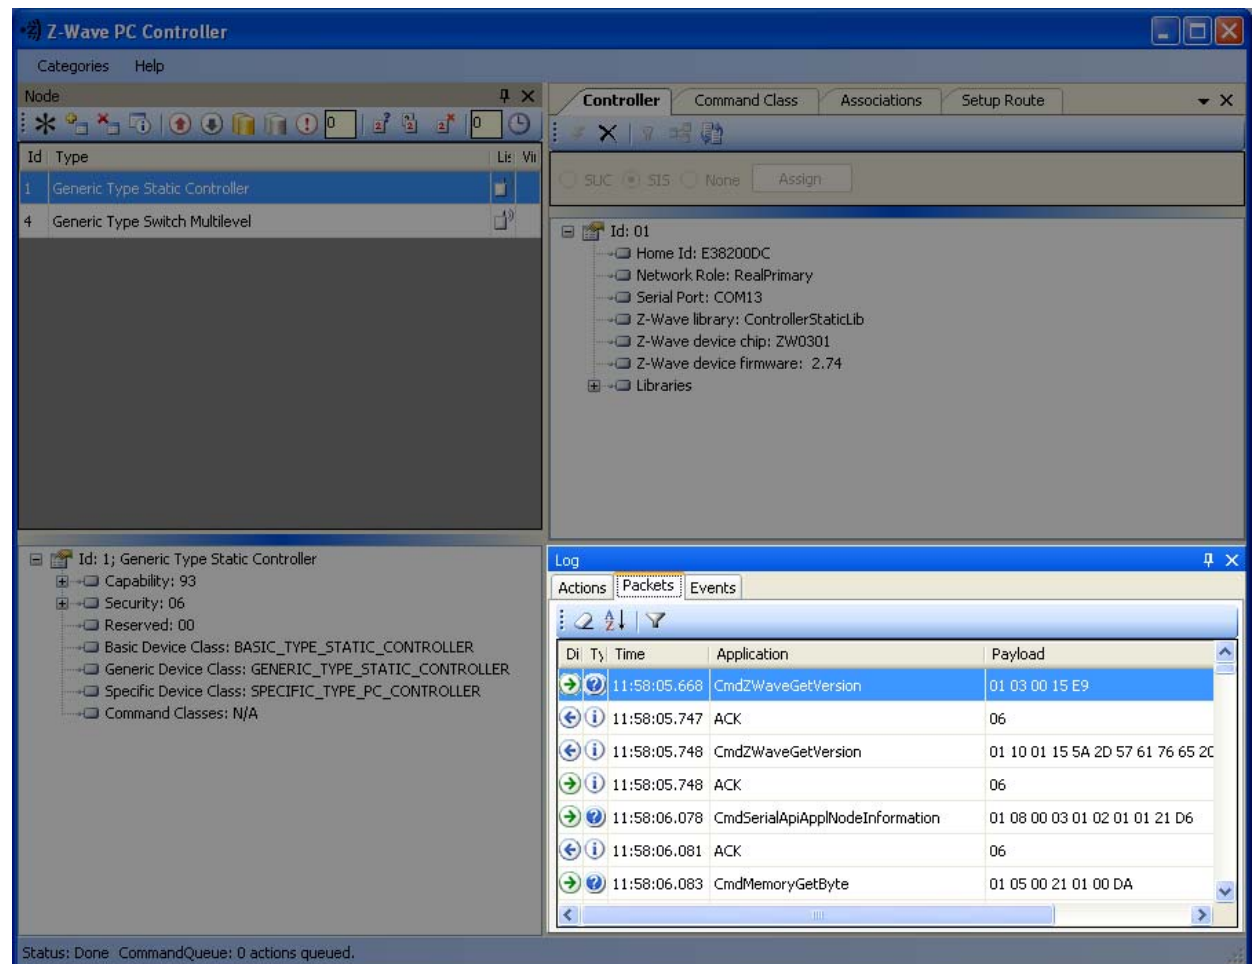 Z-Wave PC Controller
Categories Help
Node
0 0
Id Type Lis Vir
1 Generic Type Static Controller
4 Generic Type Switch Multilevel
Id: 1; Generic Type Static Controller
Capability: 93
Security: 06
Reserved: 00
Basic Device Class: BASIC_TYPE_STATIC_CONTROLLER
Generic Device Class: GENERIC_TYPE_STATIC_CONTROLLER
Specific Device Class: SPECIFIC_TYPE_PC_CONTROLLER
Command Classes: N/A
Controller Command Class Associations Setup Route
SUC SIS None Assign
Id: 01
Home Id: E38200DC
Network Role: RealPrimary
Serial Port: COM13
Z-Wave library: ControllerStaticLib
Z-Wave device chip: ZW0301
Z-Wave device firmware: 2.74
Libraries
Log
Actions Packets Events
Di Ty Time Application Payload
11:58:05.668 CmdZWaveGetVersion 01 03 00 15 E9
11:58:05.747 ACK 06
11:58:05.748 CmdZWaveGetVersion 01 10 01 15 5A 2D 57 61 76 65 20
11:58:05.748 ACK 06
11:58:06.078 CmdSerialApiApplNodeInformation 01 08 00 03 01 02 01 01 21 D6
11:58:06.081 ACK 06
11:58:06.083 CmdMemoryGetByte 01 05 00 21 01 00 DA
Status: Done CommandQueue: 0 actions queued.